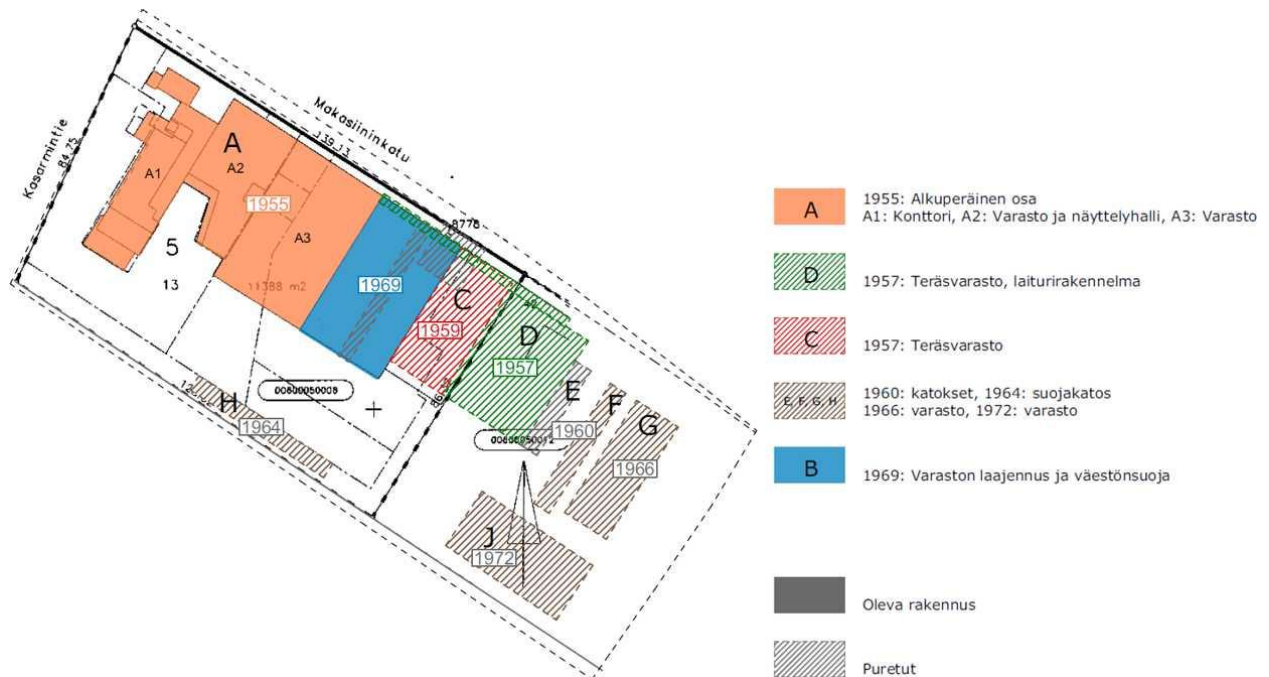 Kasarmintie
84.75
Makasiininkatu
139.13
A
A1
A2
1955
A3
5
13
11388 m2
1969
C
1959
D
1957
E
1960
F
G
1966
H
1964
00600050008
00600050012
J
1972
A
1955: Alkuperäinen osa
A1: Konttori, A2: Varasto ja näyttelyhalli, A3: Varasto
D
1957: Teräsvarasto, laiturirakennelma
C
1957: Teräsvarasto
E, F, G, H
1960: katokset, 1964: suojakatos
1966: varasto, 1972: varasto
B
1969: Varaston laajennus ja väestönsuoja
Oleva rakennus
Puretut